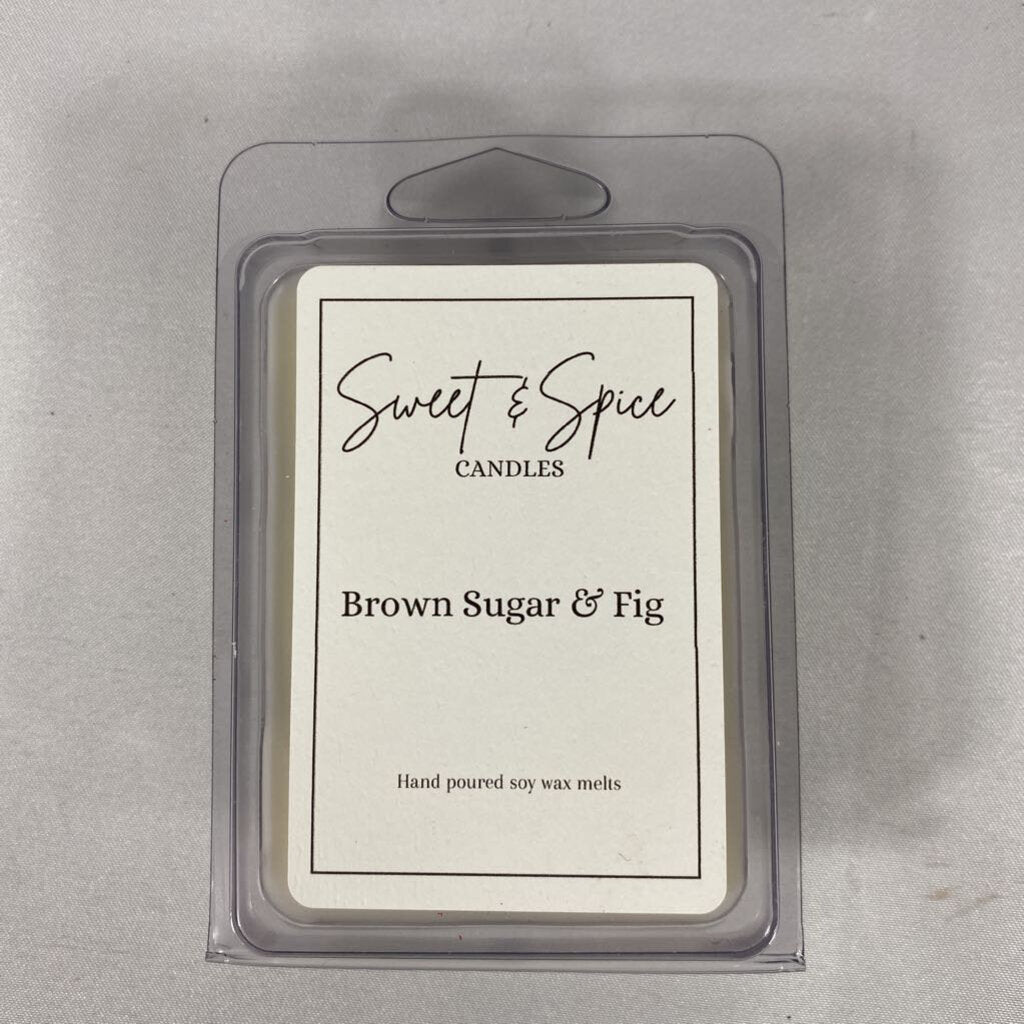 Sweet & Spice
CANDLES
Brown Sugar & Fig
Hand poured soy wax melts